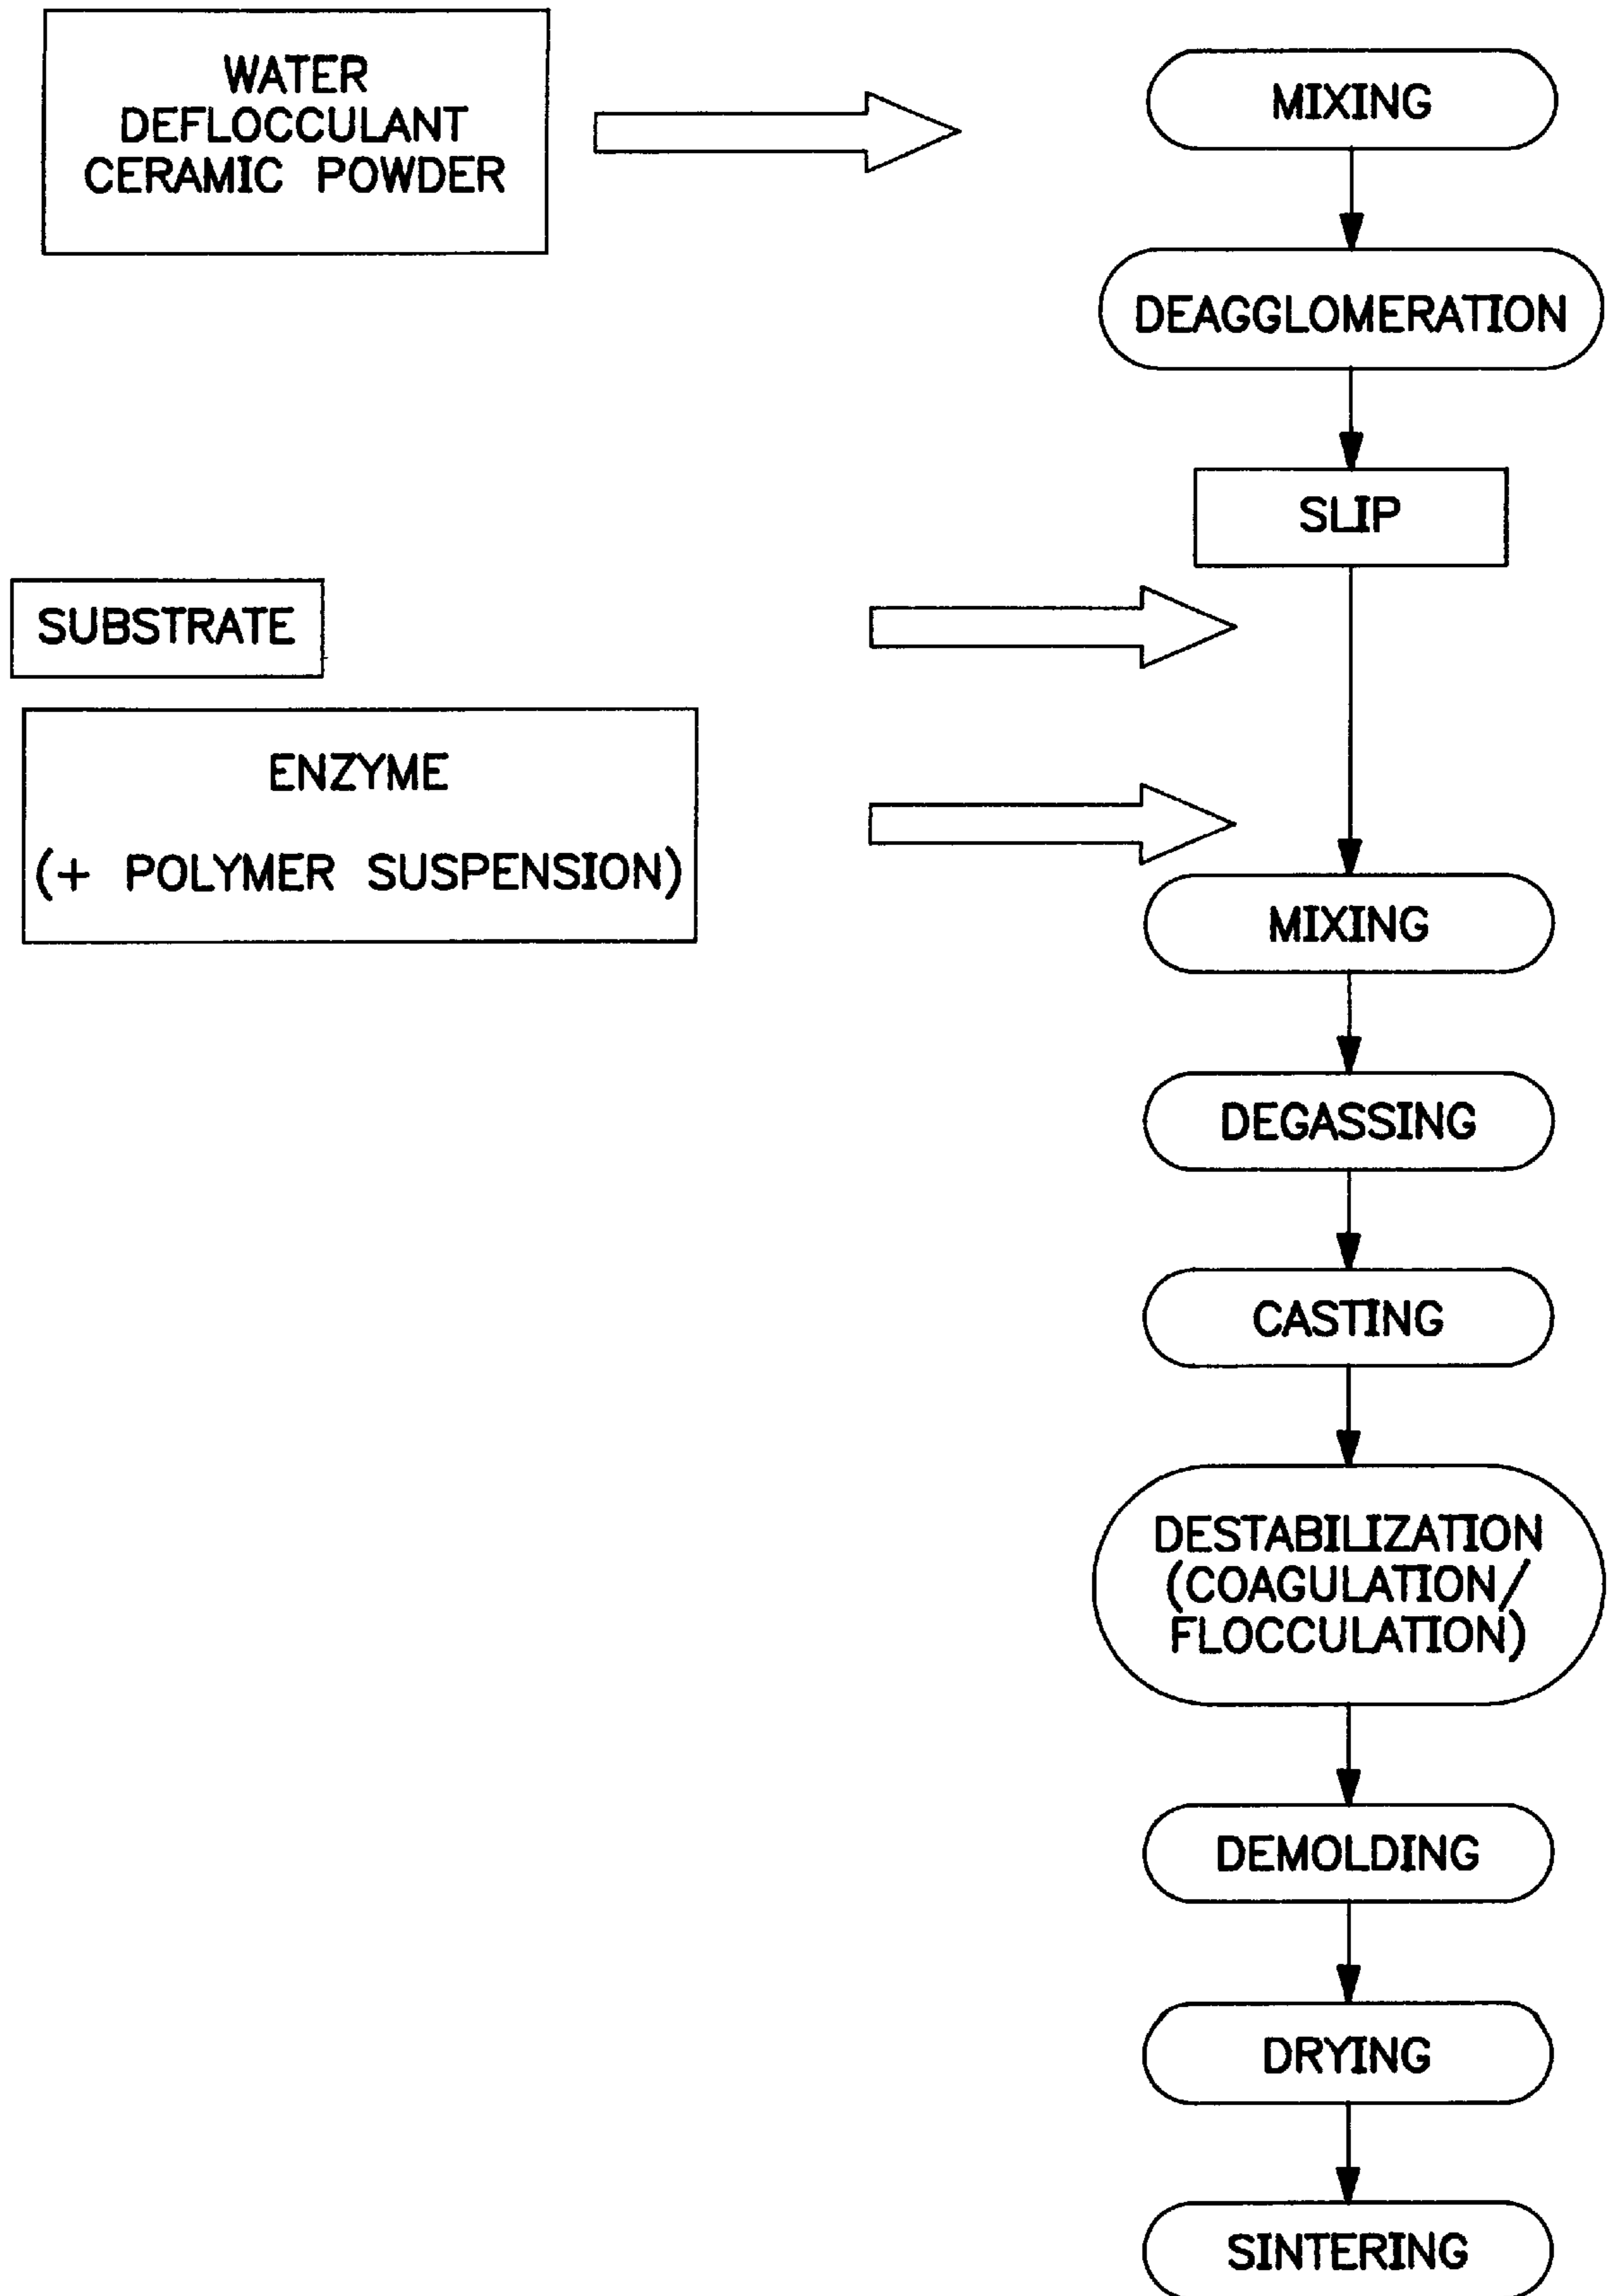 WATER
DEFLOCCULANT
CERAMIC POWDER
MIXING
DEAGGLOMERATION
SLIP
SUBSTRATE
ENZYME
(+ POLYMER SUSPENSION)
MIXING
DEGASSING
CASTING
DESTABILIZATION
(COAGULATION/
FLOCCULATION)
DEMOLDING
DRYING
SINTERING